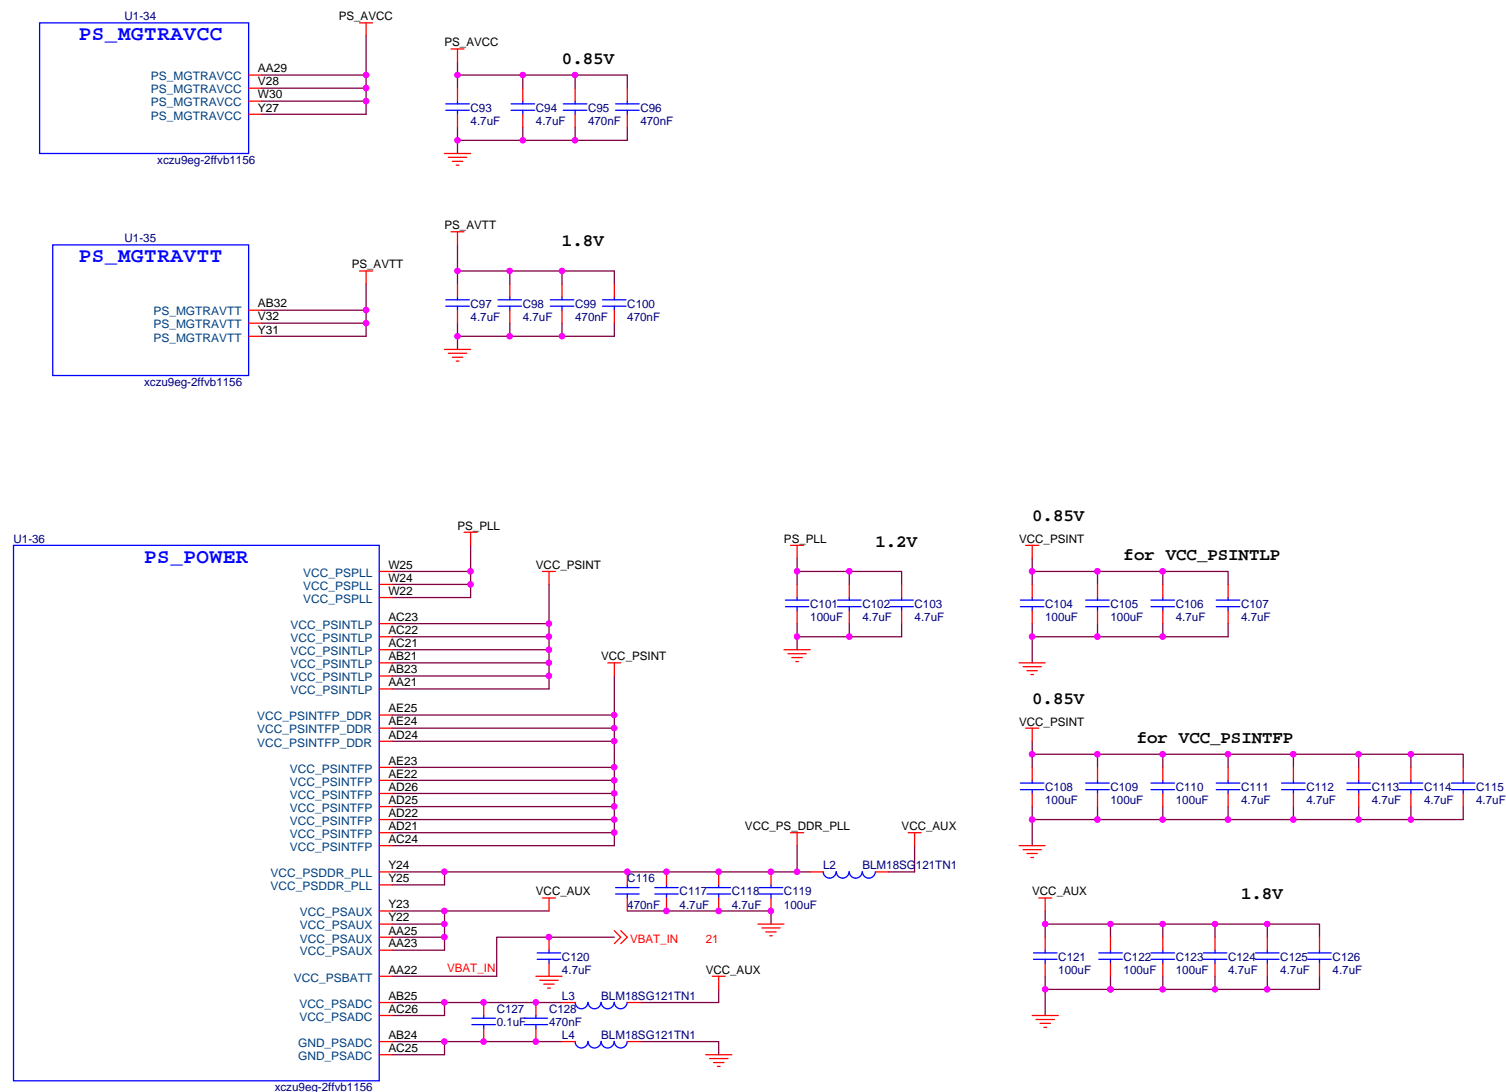 U1-34
PS_MGTRAVCC
PS_AVCC
PS_MGTRAVCC AA29
PS_MGTRAVCC V28
PS_MGTRAVCC W30
PS_MGTRAVCC Y27
xczu9eg-2ffvb1156
PS_AVCC
0.85V
C93 4.7uF
C94 4.7uF
C95 470nF
C96 470nF
U1-35
PS_MGTRAVTT
PS_AVTT
PS_MGTRAVTT AB32
PS_MGTRAVTT V32
PS_MGTRAVTT Y31
xczu9eg-2ffvb1156
PS_AVTT
1.8V
C97 4.7uF
C98 4.7uF
C99 470nF
C100 470nF
U1-36
PS_POWER
PS_PLL
VCC_PSPLL W25
VCC_PSPLL W24
VCC_PSPLL W22
VCC_PSINT
VCC_PSINTLP AC23
VCC_PSINTLP AC22
VCC_PSINTLP AC21
VCC_PSINTLP AB21
VCC_PSINTLP AB23
VCC_PSINTLP AA21
VCC_PSINT
VCC_PSINTFP_DDR AE25
VCC_PSINTFP_DDR AE24
VCC_PSINTFP_DDR AD24
VCC_PSINTFP AE23
VCC_PSINTFP AE22
VCC_PSINTFP AD26
VCC_PSINTFP AD25
VCC_PSINTFP AD22
VCC_PSINTFP AD21
VCC_PSINTFP AC24
VCC_PS_DDR_PLL
VCC_AUX
VCC_PSDDR_PLL Y24
VCC_PSDDR_PLL Y25
L2 BLM18SG121TN1
C116 470nF
C117 4.7uF
C118 4.7uF
C119 100uF
VCC_AUX
VCC_PSAUX Y23
VCC_PSAUX Y22
VCC_PSAUX AA25
VCC_PSAUX AA23
VBAT_IN 21
C120 4.7uF
VCC_PSBATT AA22 VBAT_IN
VCC_AUX
VCC_PSADC AB25
VCC_PSADC AC26
L3 BLM18SG121TN1
C127 0.1uF
C128 470nF
GND_PSADC AB24
GND_PSADC AC25
L4 BLM18SG121TN1
xczu9eg-2ffvb1156
PS_PLL
1.2V
C101 100uF
C102 4.7uF
C103 4.7uF
0.85V
VCC_PSINT
for VCC_PSINTLP
C104 100uF
C105 100uF
C106 4.7uF
C107 4.7uF
0.85V
VCC_PSINT
for VCC_PSINTFP
C108 100uF
C109 100uF
C110 100uF
C111 4.7uF
C112 4.7uF
C113 4.7uF
C114 4.7uF
C115 4.7uF
VCC_AUX
1.8V
C121 100uF
C122 100uF
C123 100uF
C124 4.7uF
C125 4.7uF
C126 4.7uF